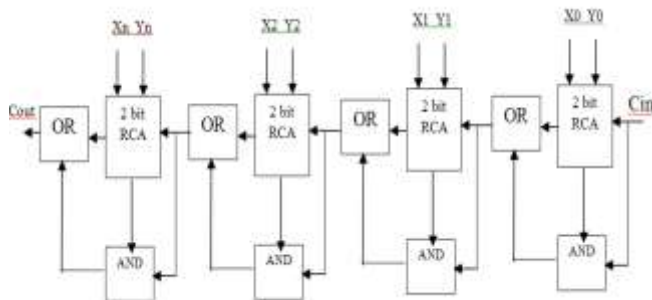 Xn Yn
X2 Y2
X1 Y1
X0 Y0
Cout
OR
2 bit
RCA
OR
2 bit
RCA
OR
2 bit
RCA
OR
2 bit
RCA
Cin
AND
AND
AND
AND